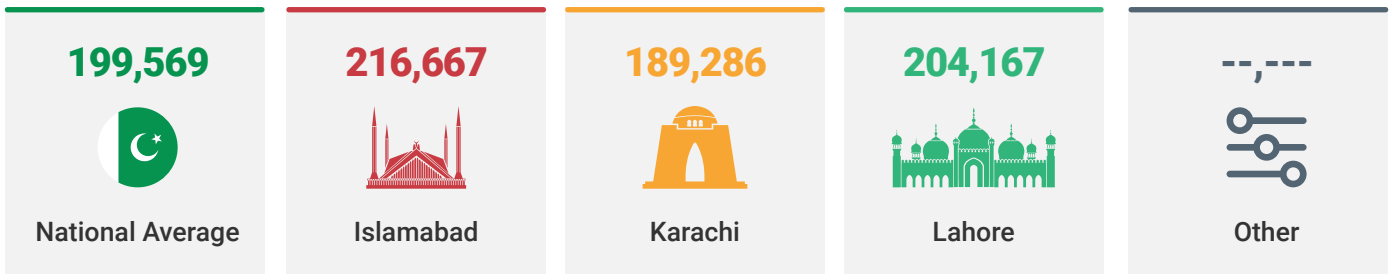 199,569
National Average
216,667
Islamabad
189,286
Karachi
204,167
Lahore
--,---
Other